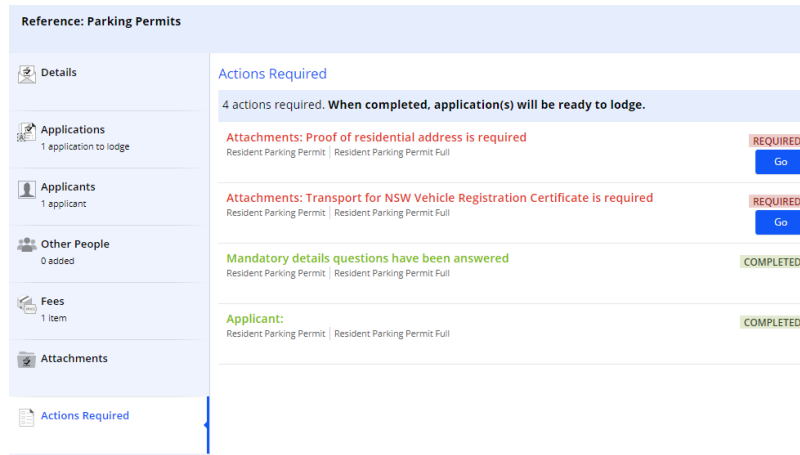 Reference: Parking Permits
Details
Applications
1 application to lodge
Applicants
1 applicant
Other People
0 added
Fees
1 item
Attachments
Actions Required
Actions Required
4 actions required. When completed, application(s) will be ready to lodge.
Attachments: Proof of residential address is required
REQUIRED
Resident Parking Permit | Resident Parking Permit Full
Go
Attachments: Transport for NSW Vehicle Registration Certificate is required
REQUIRED
Resident Parking Permit | Resident Parking Permit Full
Go
Mandatory details questions have been answered
COMPLETED
Resident Parking Permit | Resident Parking Permit Full
Applicant:
COMPLETED
Resident Parking Permit | Resident Parking Permit Full